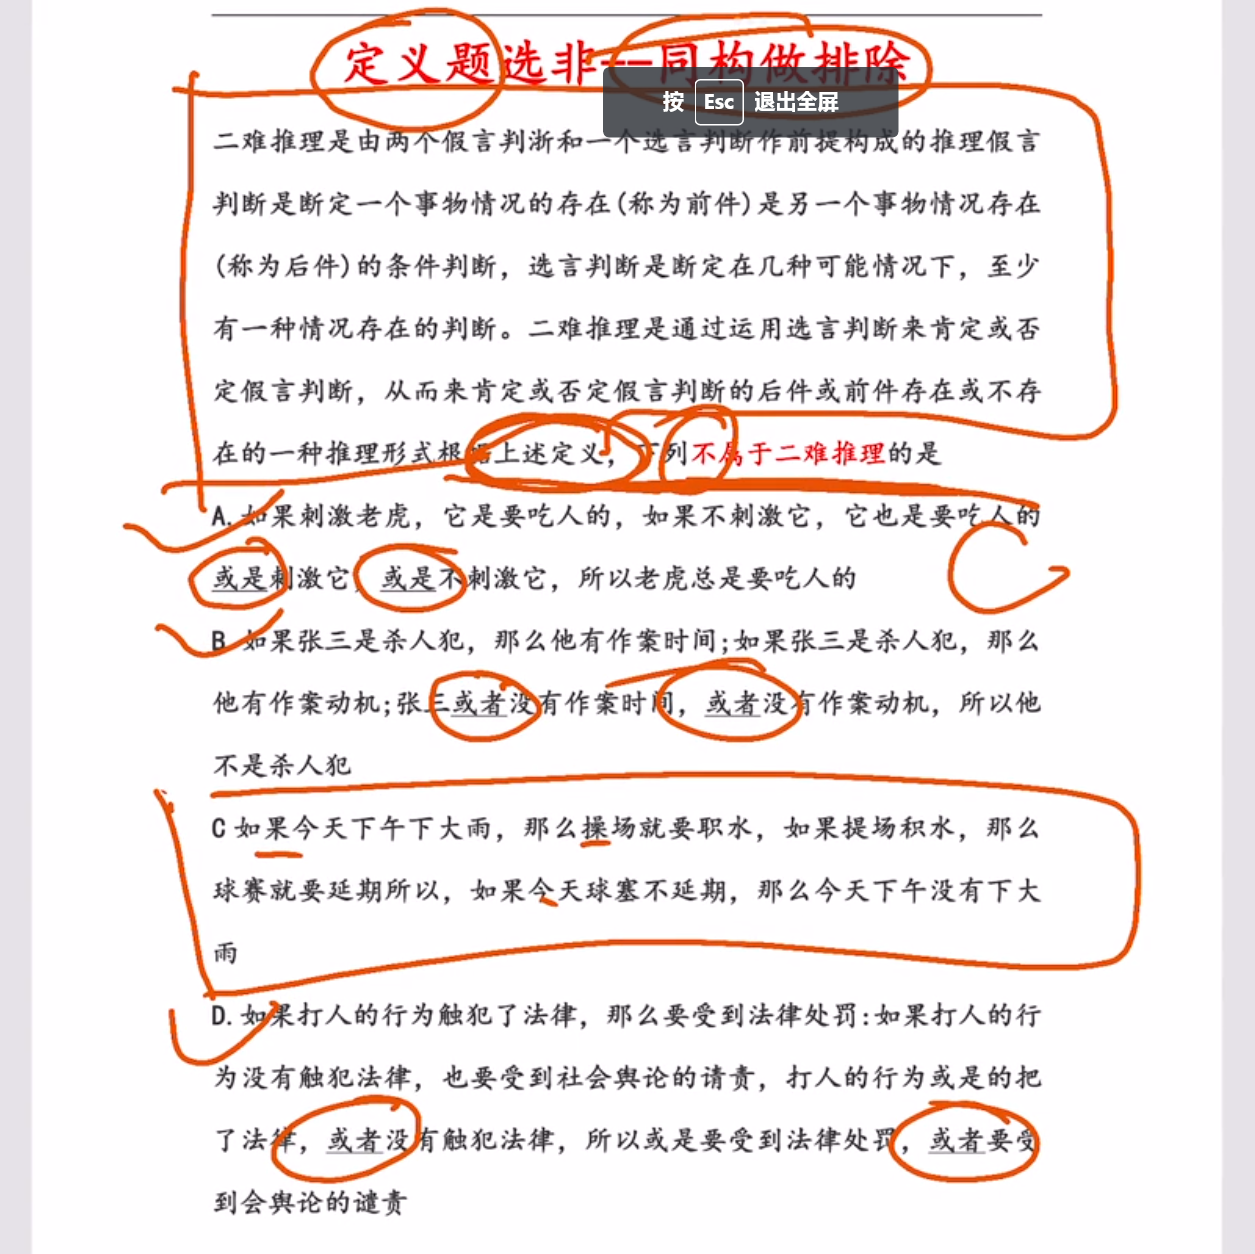 定义题选非--同构做排除
按 Esc 退出全屏
二难推理是由两个假言判渐和一个选言判断作前提构成的推理假言
判断是断定一个事物情况的存在(称为前件)是另一个事物情况存在
(称为后件)的条件判断，选言判断是断定在几种可能情况下，至少
有一种情况存在的判断。二难推理是通过运用选言判断来肯定或否
定假言判断，从而来肯定或否定假言判断的后件或前件存在或不存
在的一种推理形式根据上述定义，下列不属于二难推理的是
A.如果刺激老虎，它是要吃人的，如果不刺激它，它也是要吃人的
或是刺激它，或是不刺激它，所以老虎总是要吃人的
B 如果张三是杀人犯，那么他有作案时间;如果张三是杀人犯，那么
他有作案动机;张三或者没有作案时间，或者没有作案动机，所以他
不是杀人犯
C 如果今天下午下大雨，那么操场就要职水，如果提场积水，那么
球赛就要延期所以，如果今天球塞不延期，那么今天下午没有下大
雨
D.如果打人的行为触犯了法律，那么要受到法律处罚:如果打人的行
为没有触犯法律，也要受到社会舆论的请责，打人的行为或是的把
了法律，或者没有触犯法律，所以或是要受到法律处罚，或者要受
到会舆论的谴责